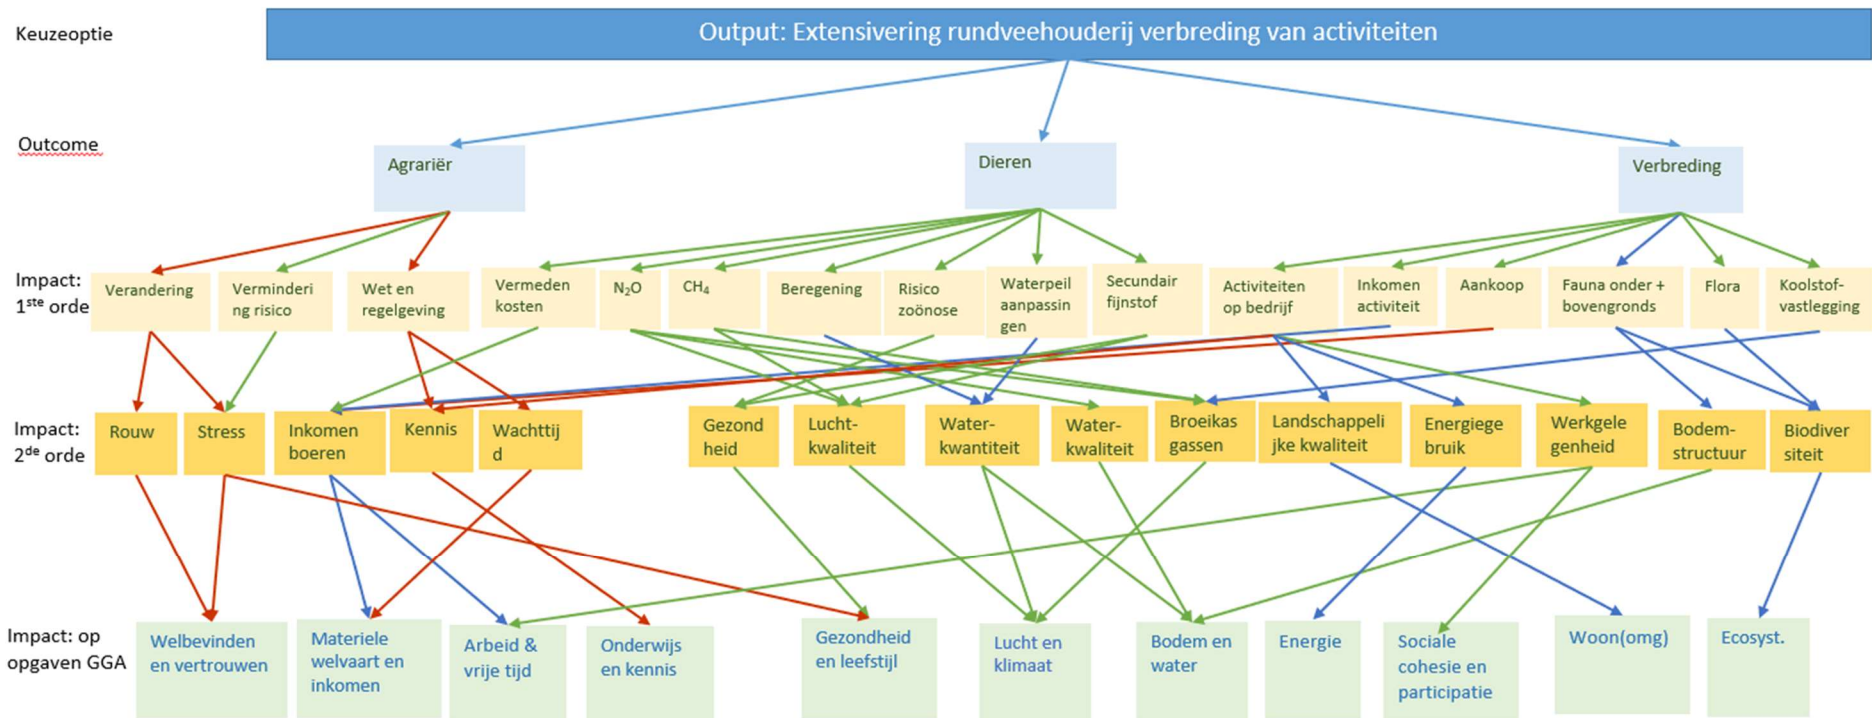 Keuzeoptie
Output: Extensivering rundveehouderij verbreding van activiteiten
Outcome
Agrariër
Dieren
Verbreding
Impact:
1ste orde
Verandering
Verminderi
ng risico
Wet en
regelgeving
Vermeden
kosten
N₂O
CH₄
Beregening
Risico
zoönose
Waterpeil
aanpassin
gen
Secundair
fijnstof
Activiteiten
op bedrijf
Inkomen
activiteit
Aankoop
Fauna onder +
bovengronds
Flora
Koolstof-
vastlegging
Impact:
2de orde
Rouw
Stress
Inkomen
boeren
Kennis
Wachttij
d
Gezond
heid
Lucht-
kwaliteit
Water-
kwantiteit
Water-
kwaliteit
Broeikas
gassen
Landschappeli
jke kwaliteit
Energiege
bruik
Werkgele
genheid
Bodem-
structuur
Biodiver
siteit
Impact: op
opgaven GGA
Welbevinden
en vertrouwen
Materiele
welvaart en
inkomen
Arbeid &
vrije tijd
Onderwijs
en kennis
Gezondheid
en leefstijl
Lucht en
klimaat
Bodem en
water
Energie
Sociale
cohesie en
participatie
Woon(omg)
Ecosyst.